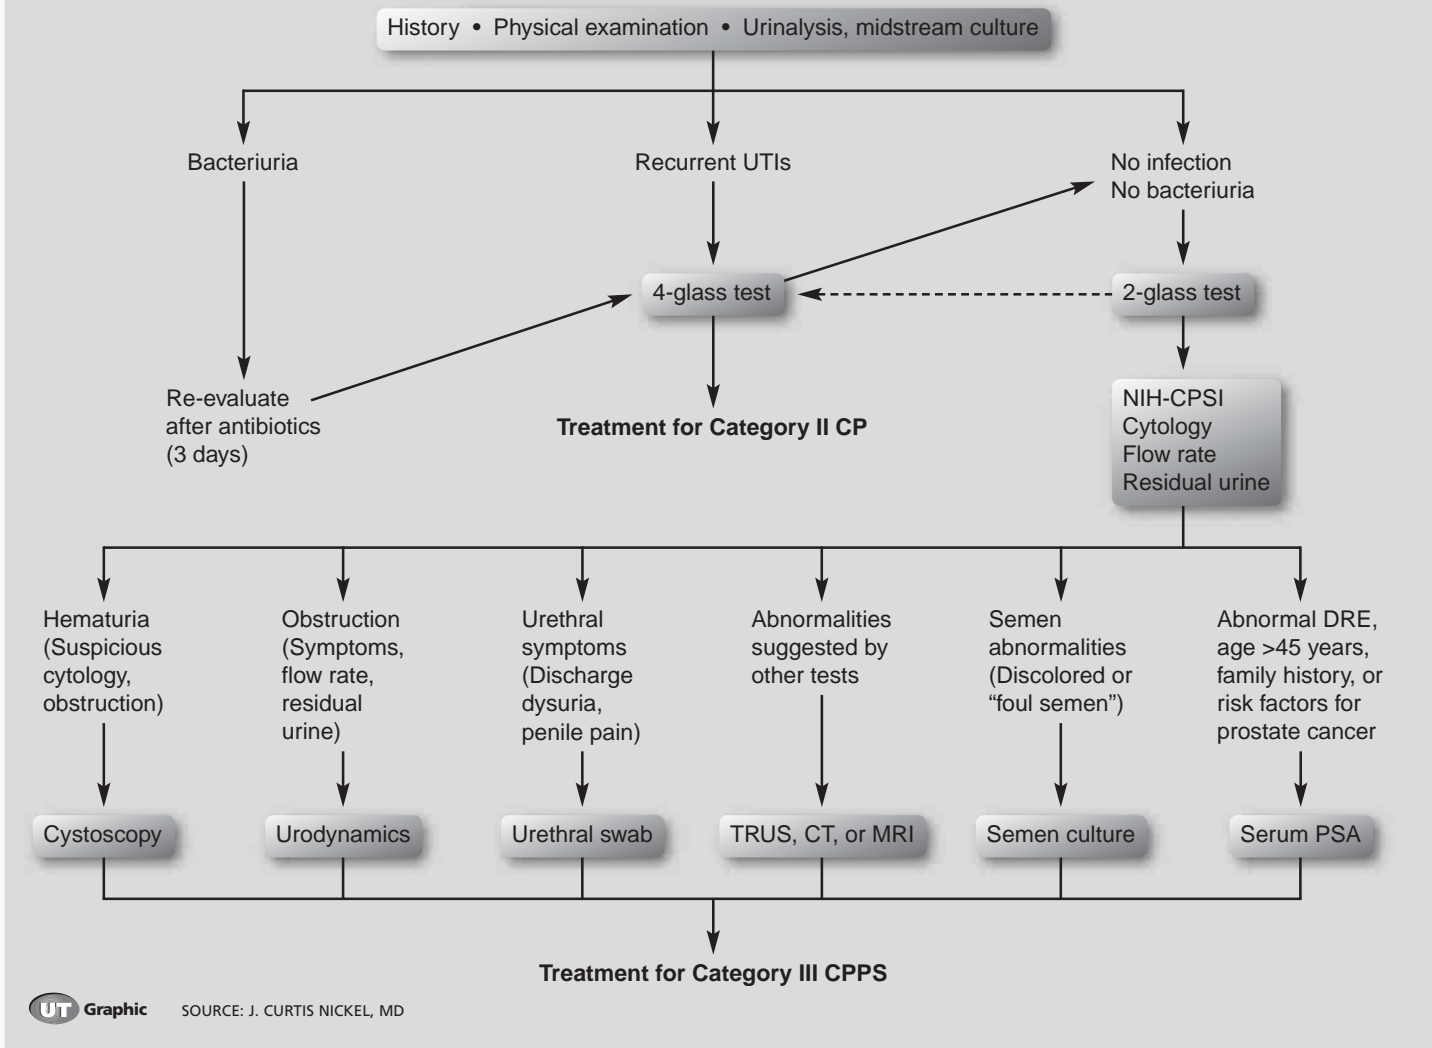 History • Physical examination • Urinalysis, midstream culture
Bacteriuria
Recurrent UTIs
No infection
No bacteriuria
4-glass test
2-glass test
Re-evaluate
after antibiotics
(3 days)
Treatment for Category II CP
NIH-CPSI
Cytology
Flow rate
Residual urine
Hematuria
(Suspicious
cytology,
obstruction)
Obstruction
(Symptoms,
flow rate,
residual
urine)
Urethral
symptoms
(Discharge
dysuria,
penile pain)
Abnormalities
suggested by
other tests
Semen
abnormalities
(Discolored or
“foul semen”)
Abnormal DRE,
age >45 years,
family history, or
risk factors for
prostate cancer
Cystoscopy
Urodynamics
Urethral swab
TRUS, CT, or MRI
Semen culture
Serum PSA
Treatment for Category III CPPS
UT Graphic
SOURCE: J. CURTIS NICKEL, MD